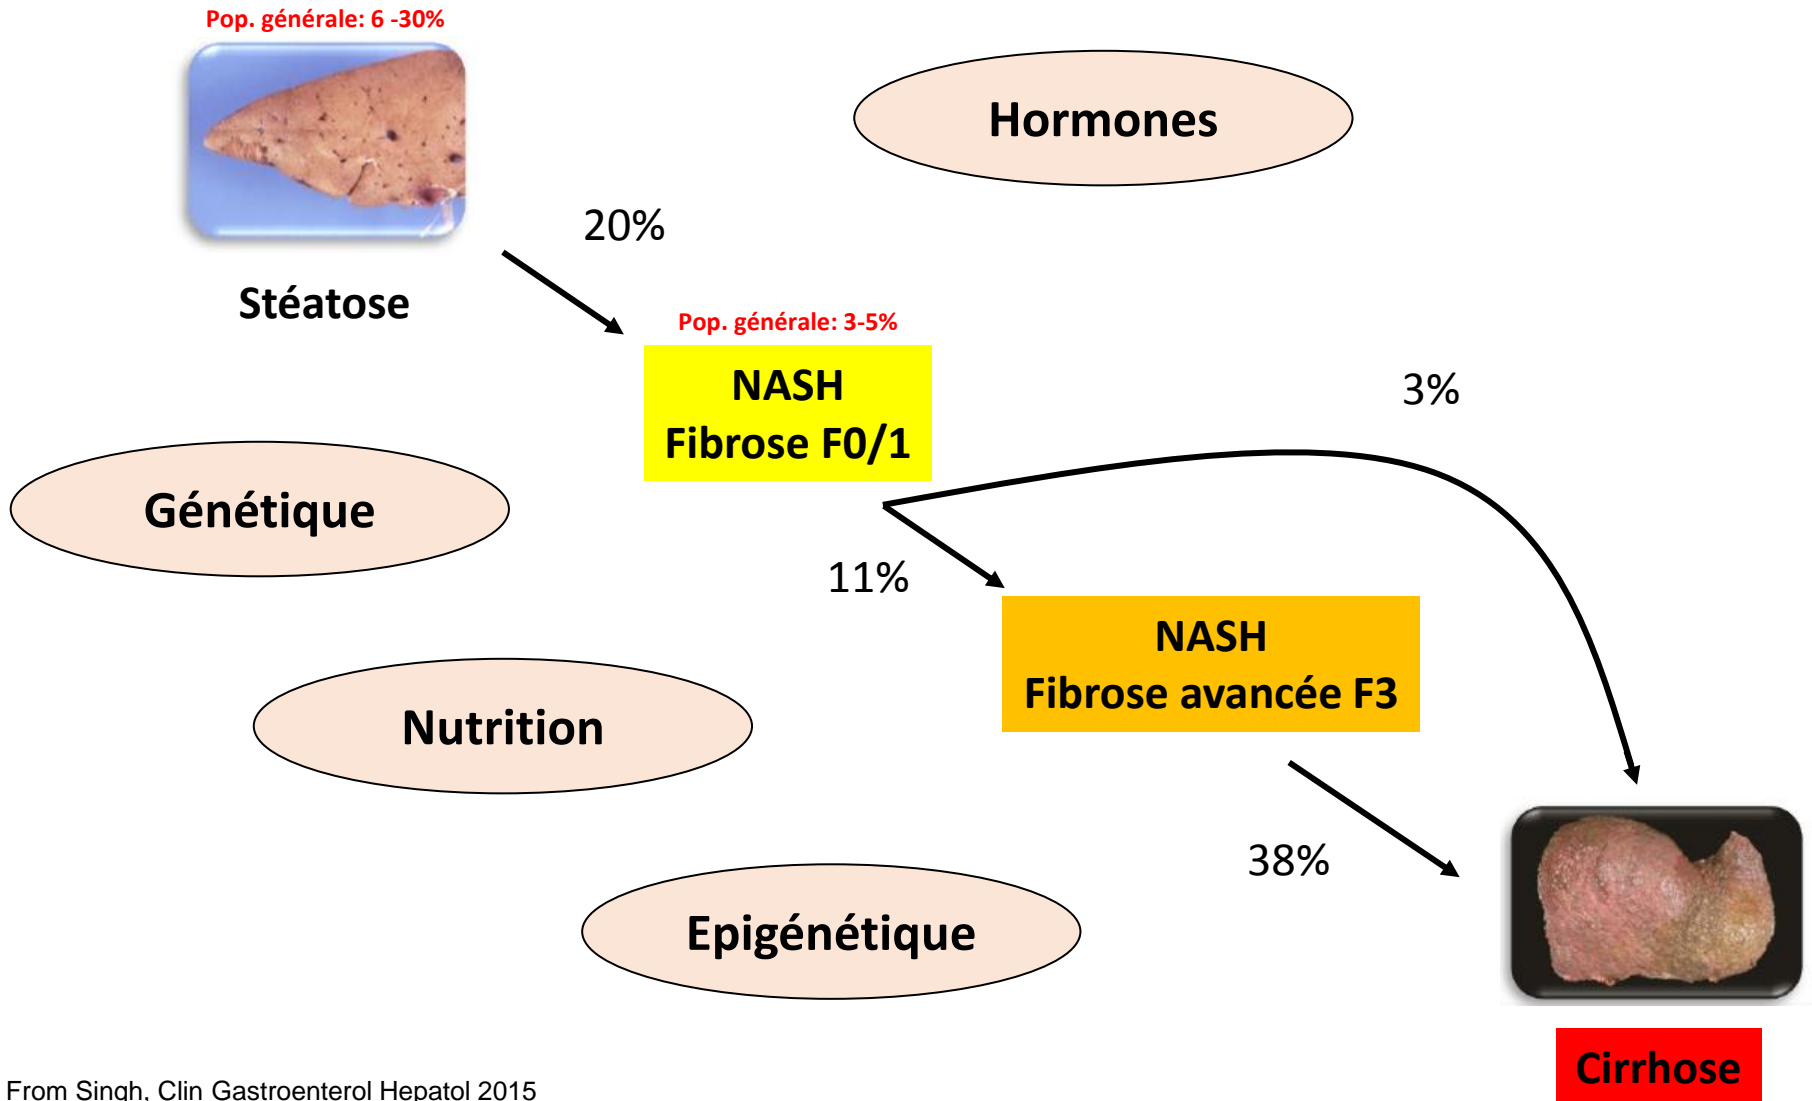 Pop. générale: 6 -30%
Hormones
20%
Stéatose
Pop. générale: 3-5%
NASH
Fibrose F0/1
3%
Génétique
11%
NASH
Fibrose avancée F3
Nutrition
38%
Epigénétique
Cirrhose
From Singh, Clin Gastroenterol Hepatol 2015